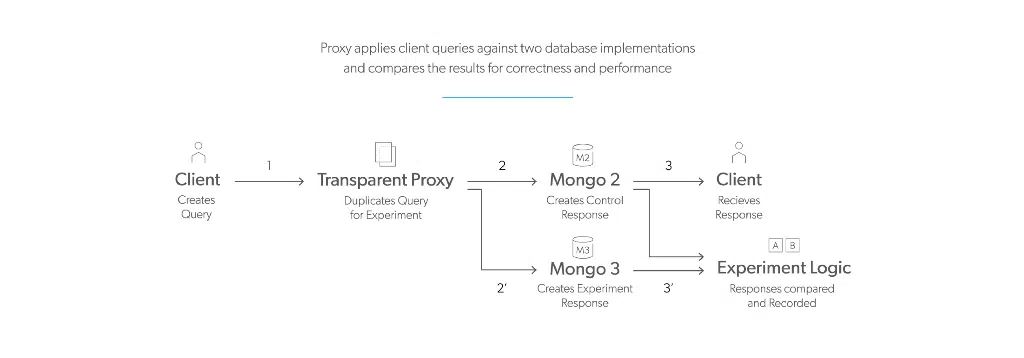 Proxy applies client queries against two database implementations
and compares the results for correctness and performance
1
Client
Creates
Query
Transparent Proxy
Duplicates Query
for Experiment
2
M2
Mongo 2
Creates Control
Response
3
Client
Recieves
Response
2’
M3
Mongo 3
Creates Experiment
Response
3’
A B
Experiment Logic
Responses compared
and Recorded